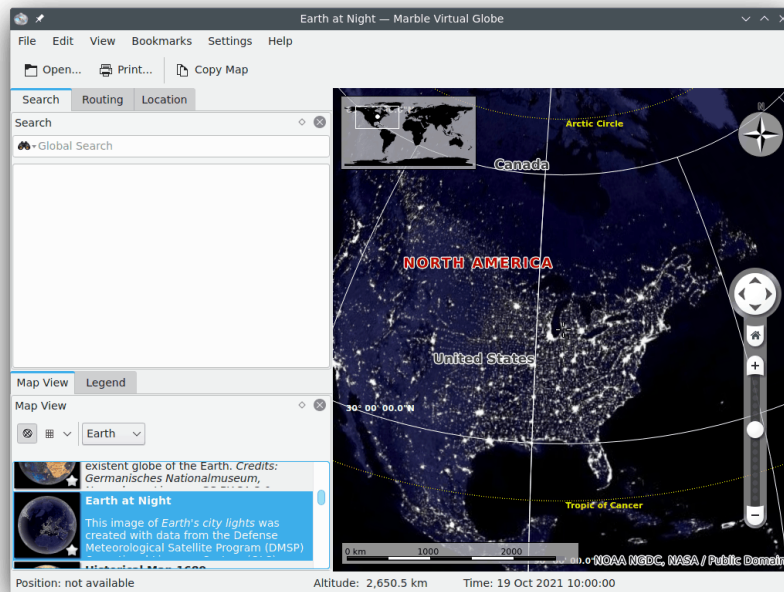 Earth at Night — Marble Virtual Globe
File Edit View Bookmarks Settings Help
Open... Print... Copy Map
Search Routing Location
Search
Global Search
Map View Legend
Map View
Earth
existent globe of the Earth. Credits:
Germanisches Nationalmuseum,
Earth at Night
This image of Earth's city lights was
created with data from the Defense
Meteorological Satellite Program (DMSP)
Historical Map 1689
N
Arctic Circle
Canada
NORTH AMERICA
United States
30° 00' 00.0"N
Tropic of Cancer
0 km 1000 2000
NOAA NGDC, NASA / Public Domain
Position: not available Altitude: 2,650.5 km Time: 19 Oct 2021 10:00:00